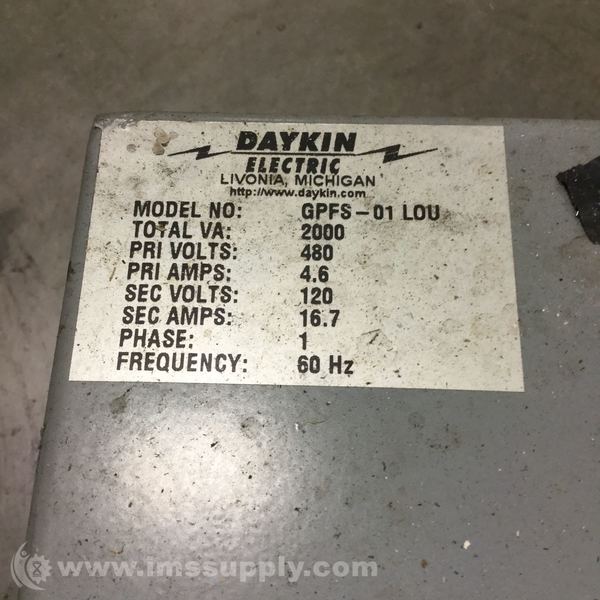 DAYKIN
ELECTRIC
LIVONIA, MICHIGAN
http://www.daykin.com
MODEL NO: GPFS-01 LOU
TOTAL VA: 2000
PRI VOLTS: 480
PRI AMPS: 4.6
SEC VOLTS: 120
SEC AMPS: 16.7
PHASE: 1
FREQUENCY: 60 Hz
www.imssupply.com